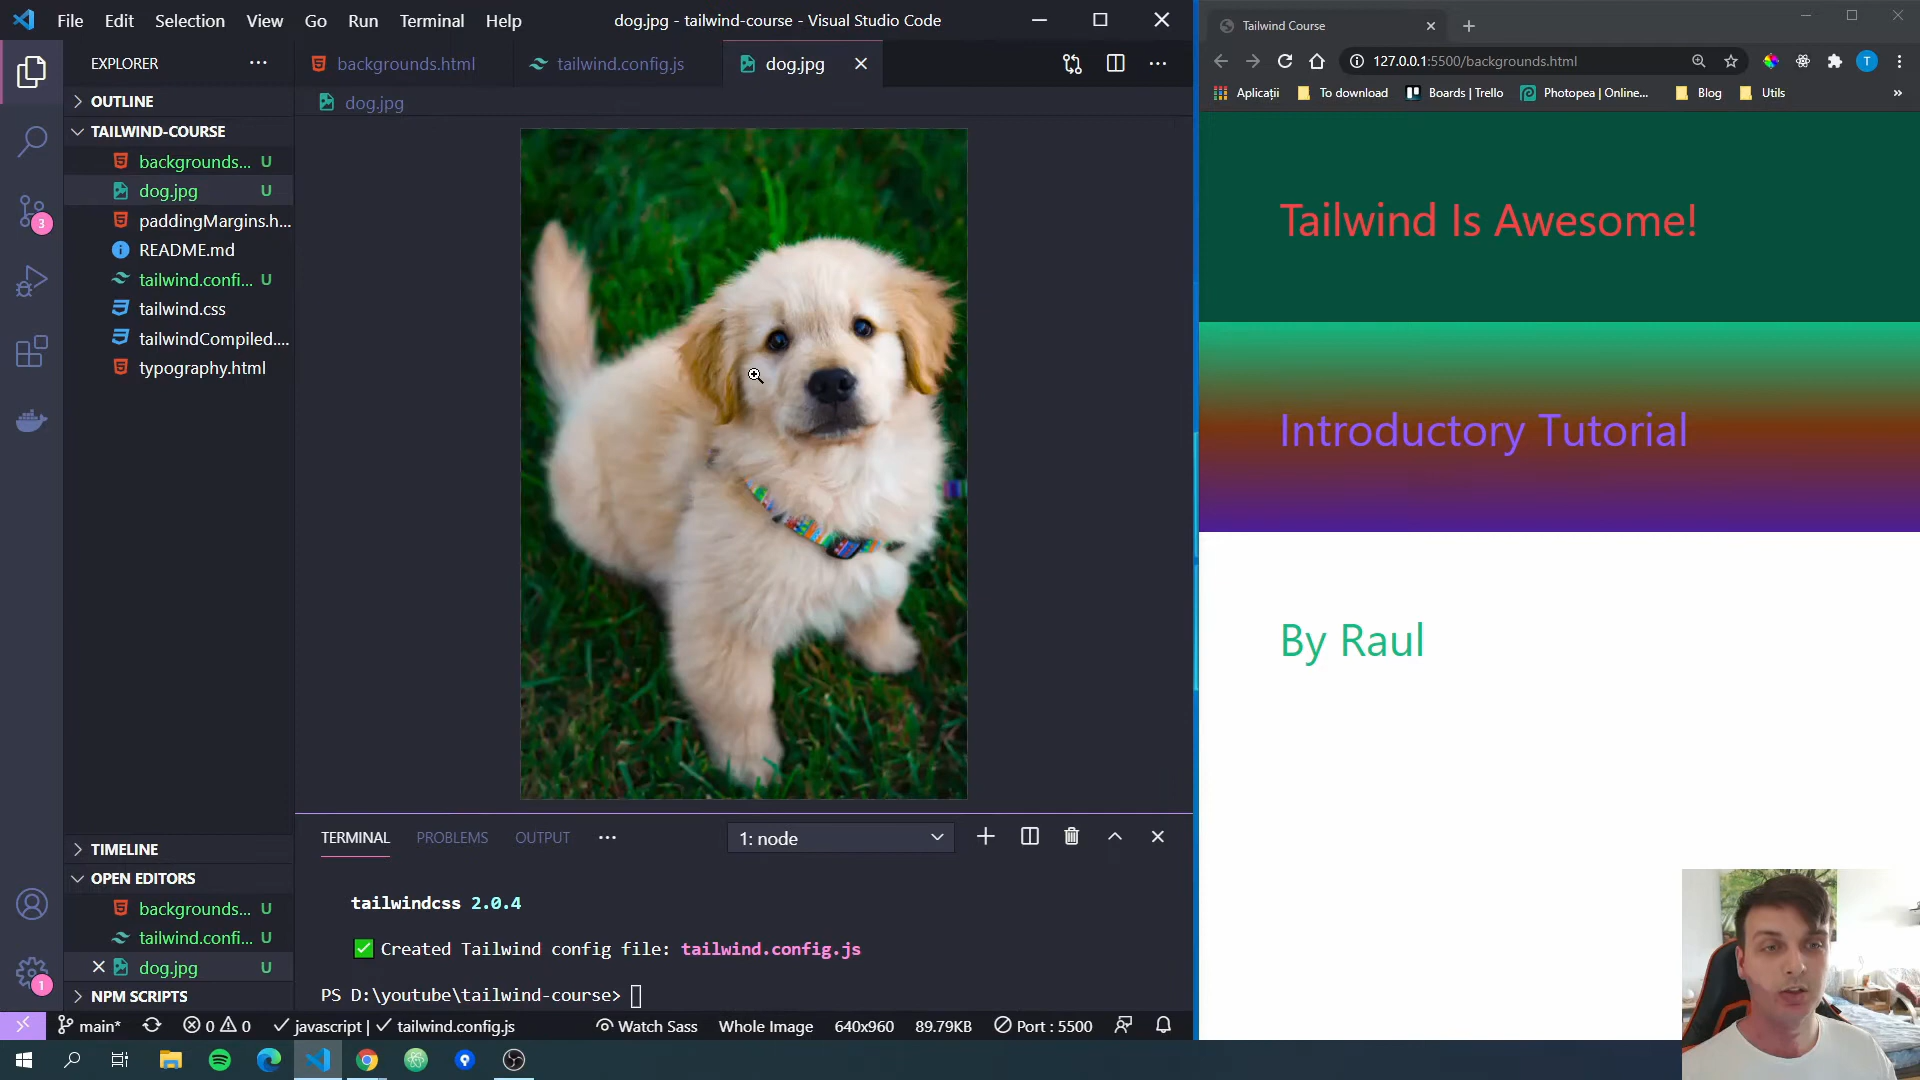 File Edit Selection View Go Run Terminal Help dog.jpg - tailwind-course - Visual Studio Code
EXPLORER
OUTLINE
TAILWIND-COURSE
backgrounds... U
dog.jpg U
paddingMargins.h...
README.md
tailwind.confi... U
tailwind.css
tailwindCompiled....
typography.html
TIMELINE
OPEN EDITORS
backgrounds... U
tailwind.confi... U
dog.jpg U
NPM SCRIPTS
3
1
backgrounds.html tailwind.config.js dog.jpg
dog.jpg
TERMINAL PROBLEMS OUTPUT 1: node
tailwindcss 2.0.4
Created Tailwind config file: tailwind.config.js
PS D:\youtube\tailwind-course>
main* 0 0 javascript | tailwind.config.js Watch Sass Whole Image 640x960 89.79KB Port : 5500
Tailwind Course
127.0.0.1:5500/backgrounds.html T
Aplicații To download Boards | Trello Photopea | Online... Blog Utils »
Tailwind Is Awesome!
Introductory Tutorial
By Raul